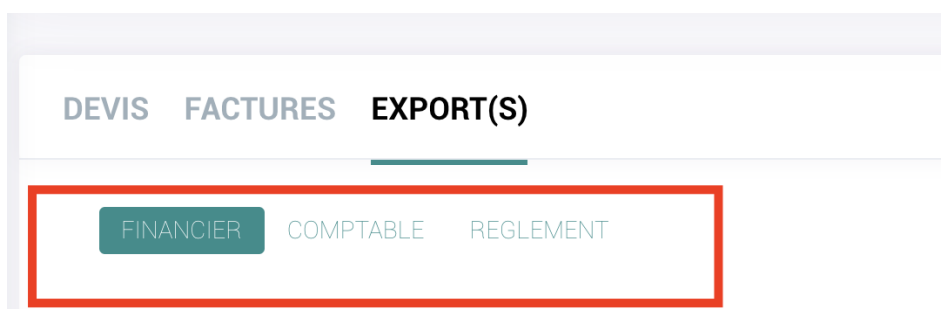 DEVIS FACTURES EXPORT(S)
FINANCIER COMPTABLE REGLEMENT